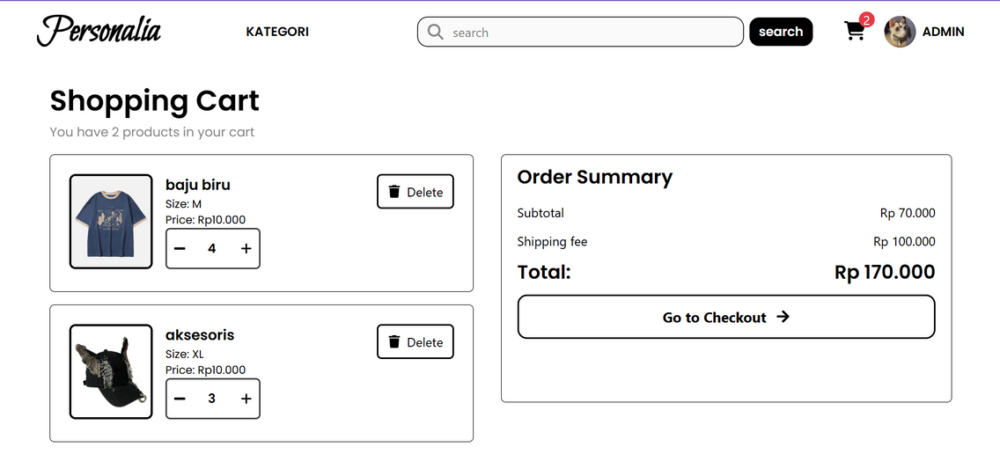 Personalia
KATEGORI
search
search
2
ADMIN
Shopping Cart
You have 2 products in your cart
baju biru
Size: M
Price: Rp10.000
4
Delete
aksesoris
Size: XL
Price: Rp10.000
3
Delete
Order Summary
Subtotal Rp 70.000
Shipping fee Rp 100.000
Total: Rp 170.000
Go to Checkout